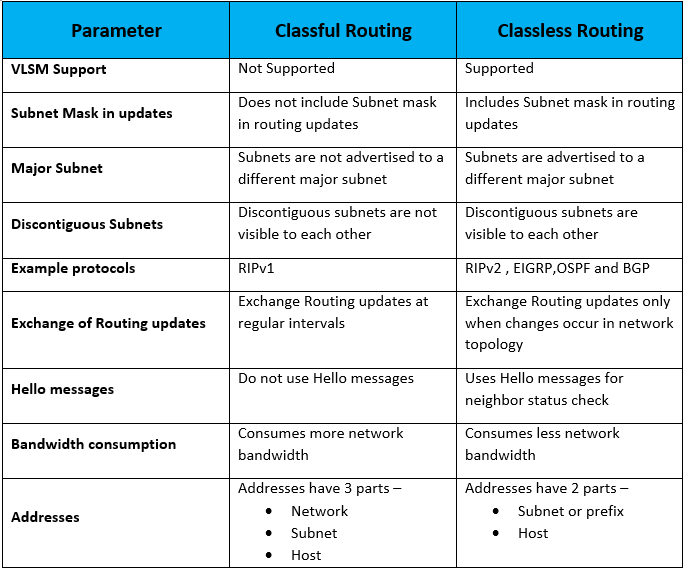 Parameter
Classful Routing
Classless Routing
VLSM Support
Not Supported
Supported
Subnet Mask in updates
Does not include Subnet mask
in routing updates
Includes Subnet mask in routing
updates
Major Subnet
Subnets are not advertised to a
different major subnet
Subnets are advertised to a
different major subnet
Discontiguous Subnets
Discontiguous subnets are not
visible to each other
Discontiguous subnets are
visible to each other
Example protocols
RIPv1
RIPv2 , EIGRP,OSPF and BGP
Exchange of Routing updates
Exchange Routing updates at
regular intervals
Exchange Routing updates only
when changes occur in network
topology
Hello messages
Do not use Hello messages
Uses Hello messages for
neighbor status check
Bandwidth consumption
Consumes more network
bandwidth
Consumes less network
bandwidth
Addresses
Addresses have 3 parts –
• Network
• Subnet
• Host
Addresses have 2 parts –
• Subnet or prefix
• Host